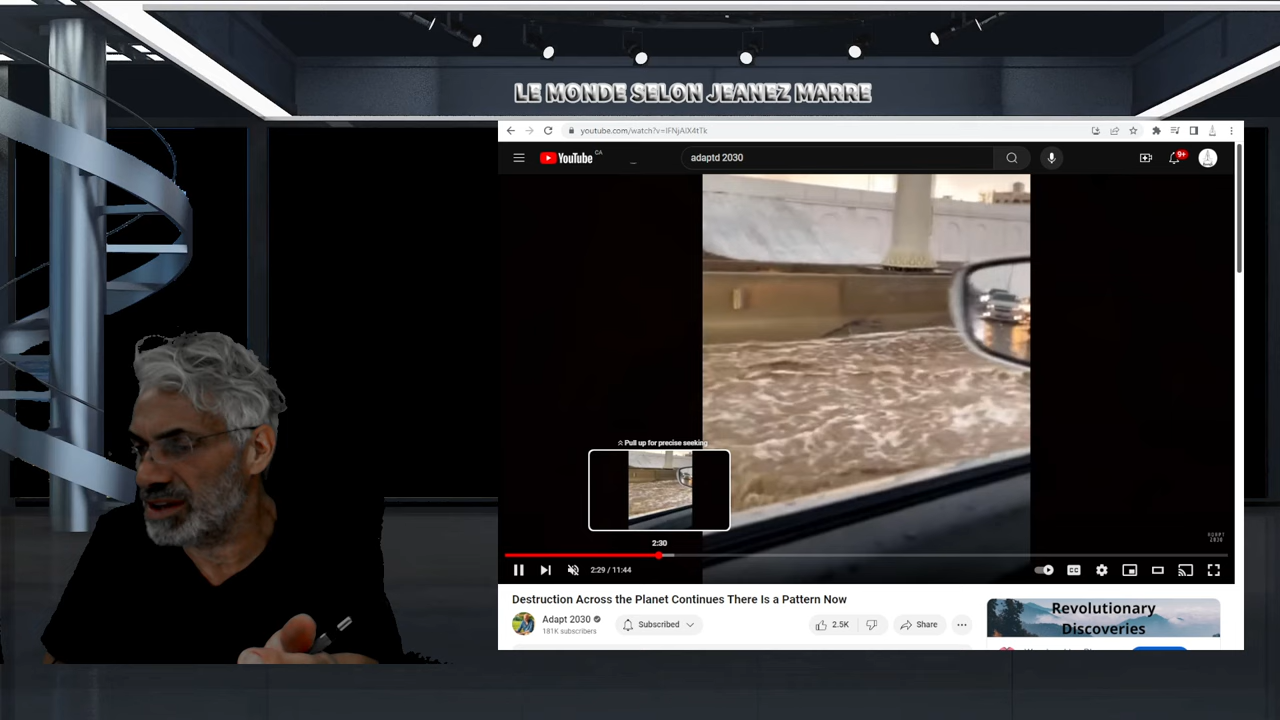 LE MONDE SELON JEANEZ MARRE
youtube.com/watch?v=IFNjAlX4tTk
YouTube CA
adaptd 2030
9+
Pull up for precise seeking
2:30
2:29 / 11:44
CC
Destruction Across the Planet Continues There Is a Pattern Now
Adapt 2030
181K subscribers
Subscribed
2.5K
Share
Revolutionary
Discoveries